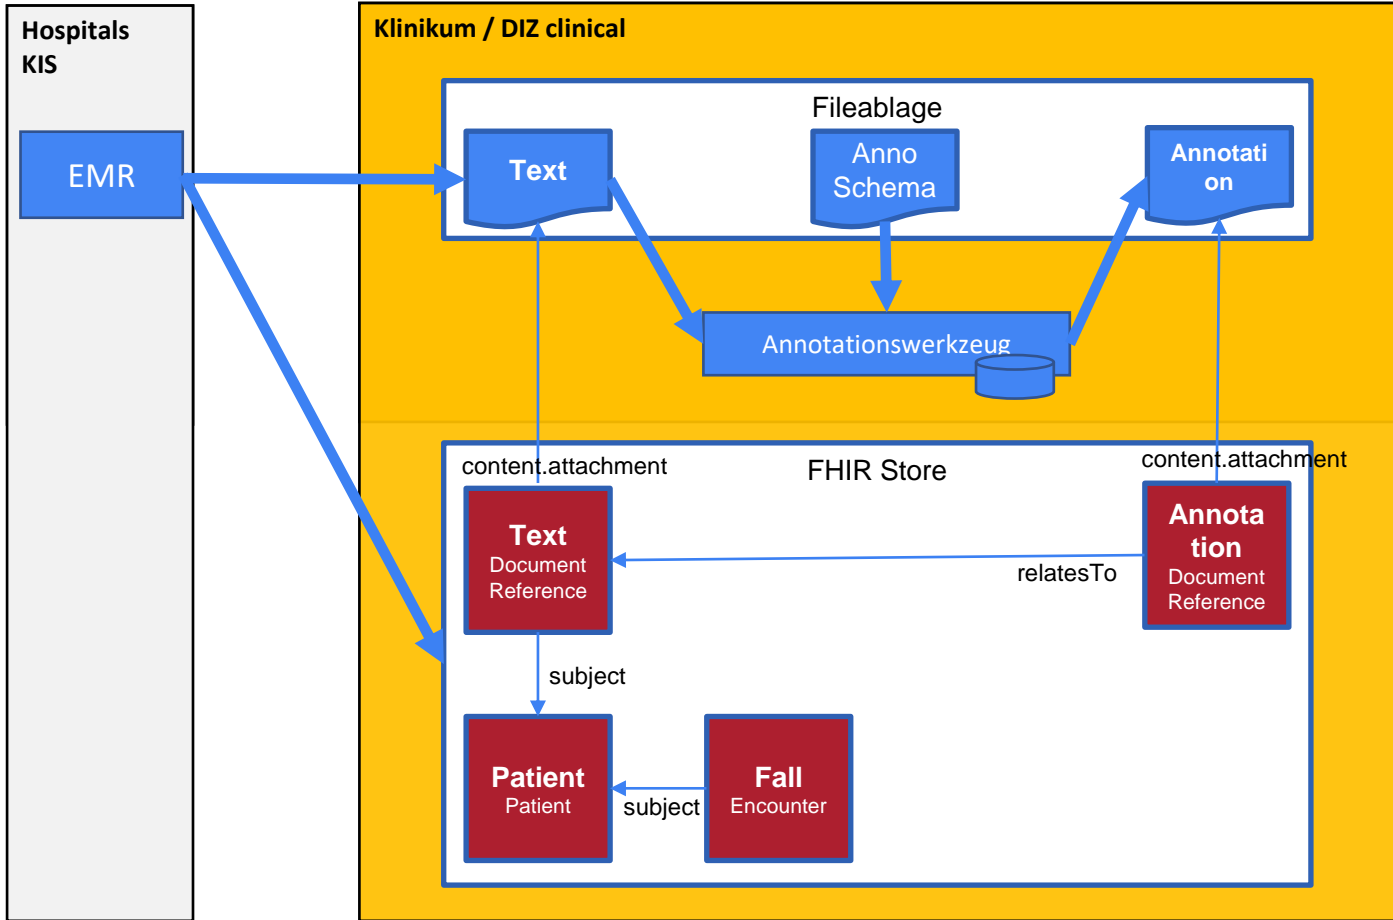 Hospitals
KIS
EMR
Klinikum / DIZ clinical
Fileablage
Text
Anno
Schema
Annotati
on
Annotationswerkzeug
content.attachment
FHIR Store
content.attachment
Text
Document
Reference
relatesTo
Annota
tion
Document
Reference
subject
Patient
Patient
subject
Fall
Encounter